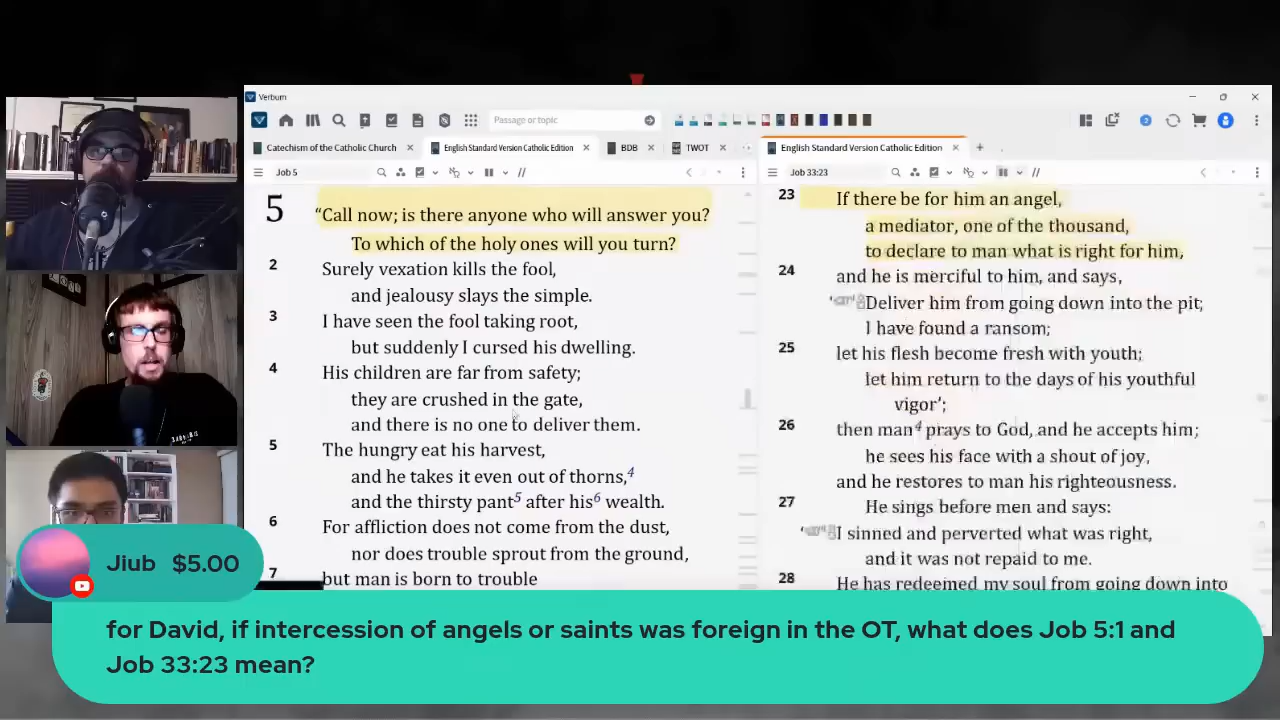 Verbum
Passage or topic
Catechism of the Catholic Church
English Standard Version Catholic Edition
BDB
TWOT
English Standard Version Catholic Edition
Job 5
Job 33:23
5 “Call now; is there anyone who will answer you?
To which of the holy ones will you turn?
2 Surely vexation kills the fool,
and jealousy slays the simple.
3 I have seen the fool taking root,
but suddenly I cursed his dwelling.
4 His children are far from safety;
they are crushed in the gate,
and there is no one to deliver them.
5 The hungry eat his harvest,
and he takes it even out of thorns,4
and the thirsty pant5 after his6 wealth.
6 For affliction does not come from the dust,
nor does trouble sprout from the ground,
7 but man is born to trouble
23 If there be for him an angel,
a mediator, one of the thousand,
to declare to man what is right for him,
24 and he is merciful to him, and says,
‘Deliver him from going down into the pit;
I have found a ransom;
25 let his flesh become fresh with youth;
let him return to the days of his youthful
vigor’;
26 then man4 prays to God, and he accepts him;
he sees his face with a shout of joy,
and he restores to man his righteousness.
27 He sings before men and says:
‘I sinned and perverted what was right,
and it was not repaid to me.
28 He has redeemed my soul from going down into
Jiub $5.00
for David, if intercession of angels or saints was foreign in the OT, what does Job 5:1 and
Job 33:23 mean?